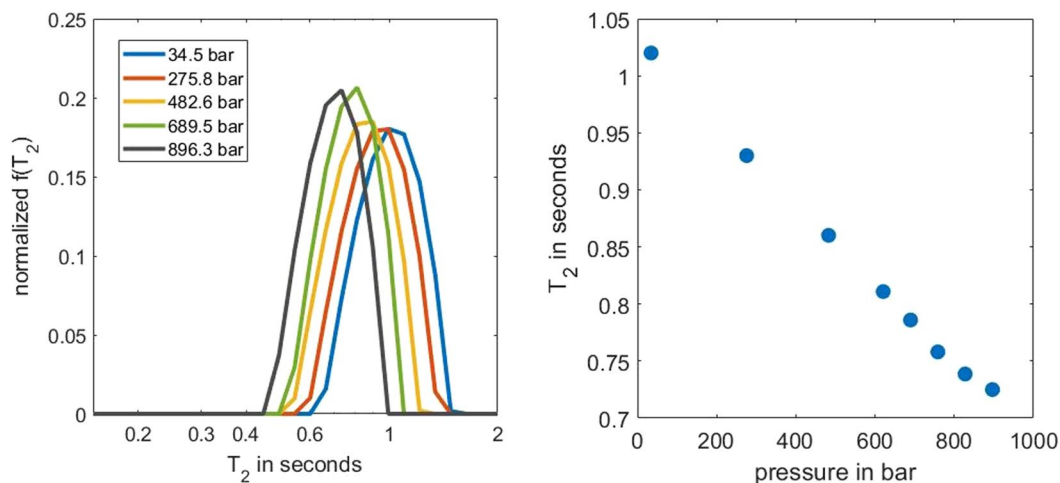 0.25
0.2
0.15
0.1
0.05
0
normalized f(T2)
34.5 bar
275.8 bar
482.6 bar
689.5 bar
896.3 bar
0.2
0.3
0.4
0.6
1
2
T2 in seconds
1.05
1
0.95
0.9
0.85
0.8
0.75
0.7
T2 in seconds
0
200
400
600
800
1000
pressure in bar